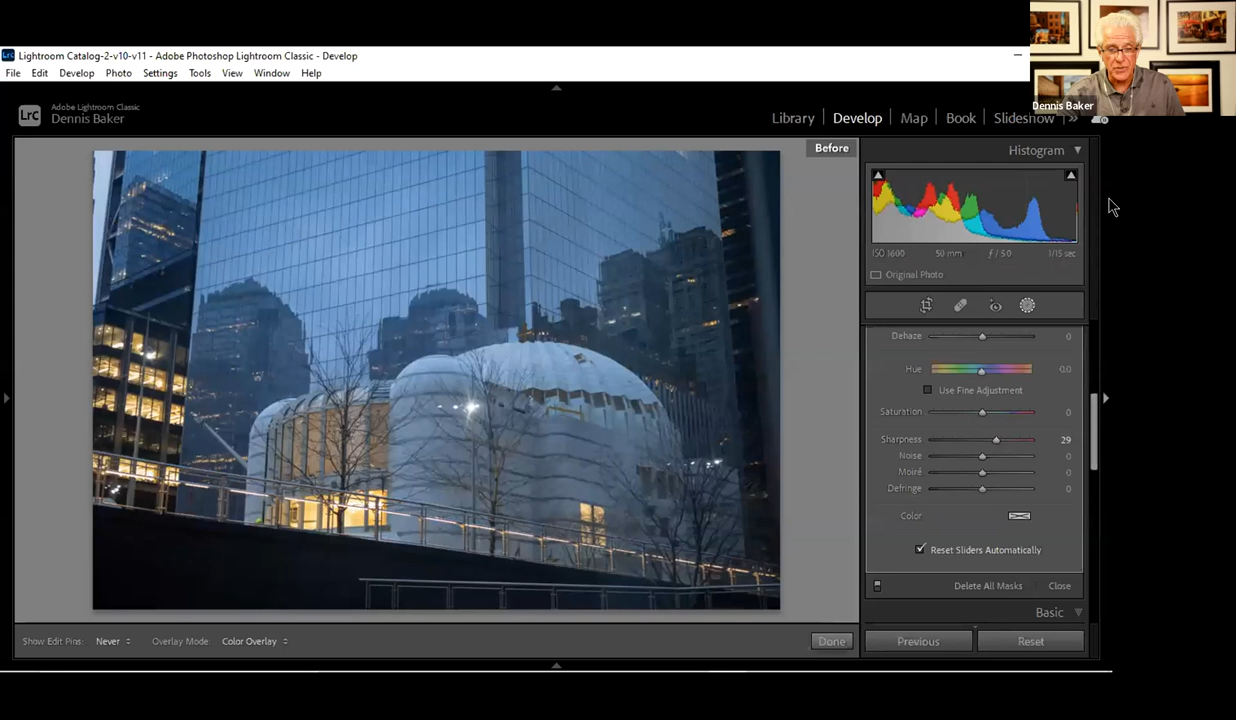 Lightroom Catalog-2-v10-v11 - Adobe Photoshop Lightroom Classic - Develop
File Edit Develop Photo Settings Tools View Window Help
Dennis Baker
LrC
Adobe Lightroom Classic
Dennis Baker
Library Develop Map Book Slideshow
Before
Histogram
ISO 1600 50 mm ƒ / 5.0 1/15 sec
Original Photo
Dehaze 0
Hue 0.0
Use Fine Adjustment
Saturation 0
Sharpness 29
Noise 0
Moiré 0
Defringe 0
Color
Reset Sliders Automatically
Delete All Masks Close
Basic
Show Edit Pins: Never Overlay Mode: Color Overlay Done
Previous Reset